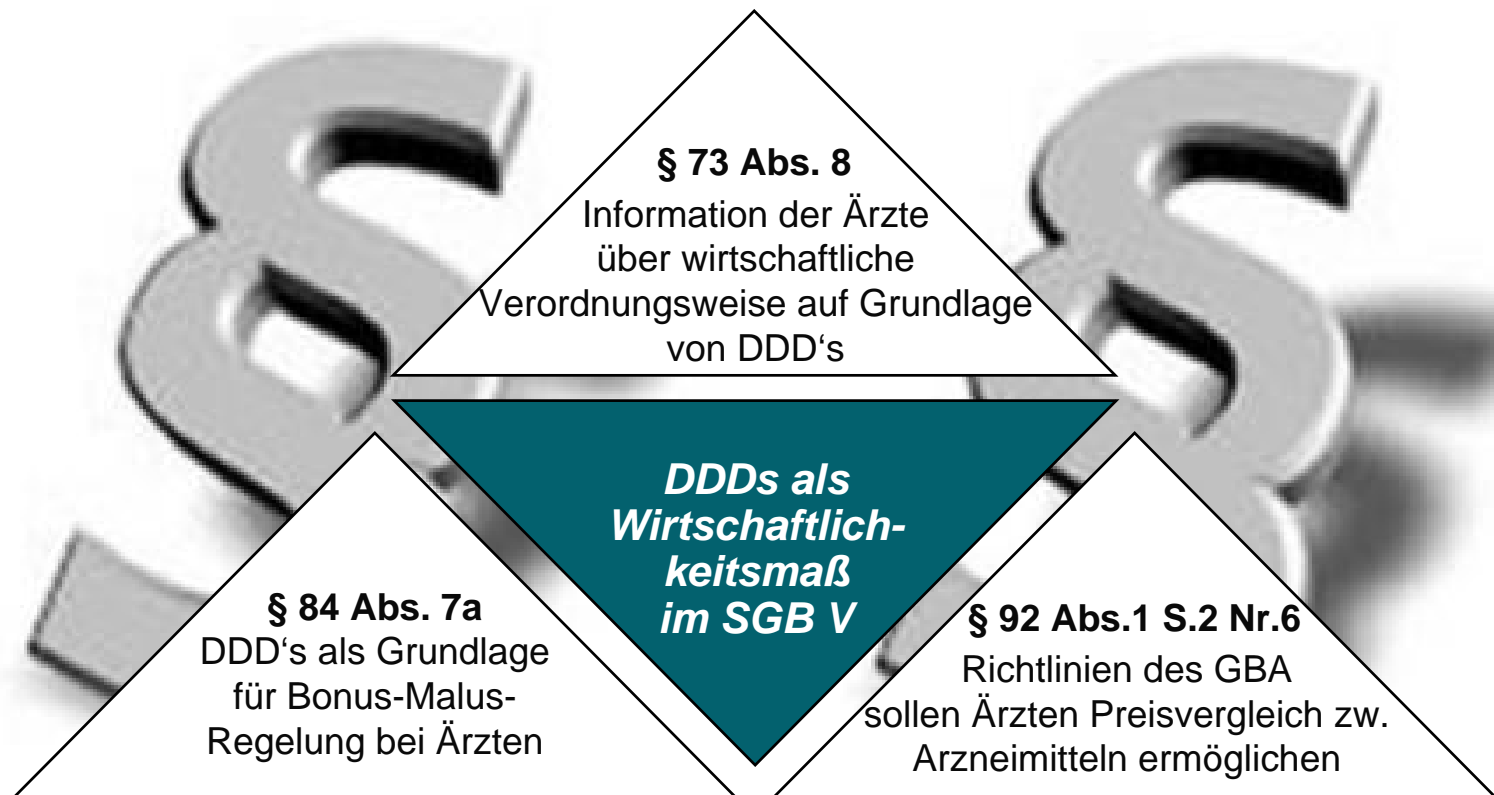 § 73 Abs. 8
Information der Ärzte
über wirtschaftliche
Verordnungsweise auf Grundlage
von DDD‘s
DDDs als
Wirtschaftlich-
keitsmaß
im SGB V
§ 84 Abs. 7a
DDD‘s als Grundlage
für Bonus-Malus-
Regelung bei Ärzten
§ 92 Abs.1 S.2 Nr.6
Richtlinien des GBA
sollen Ärzten Preisvergleich zw.
Arzneimitteln ermöglichen